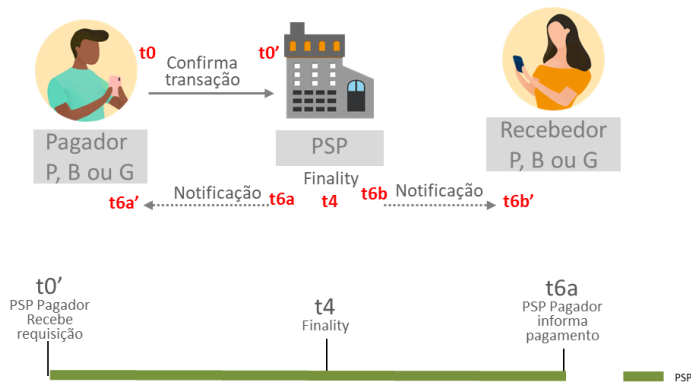 t0
Confirma
transação
t0’
Pagador
P, B ou G
PSP
Recebedor
P, B ou G
Finality
t6a’
Notificação
t6a
t4
t6b
Notificação
t6b’
t0’
PSP Pagador
Recebe
requisição
t4
Finality
t6a
PSP Pagador
informa
pagamento
PSP